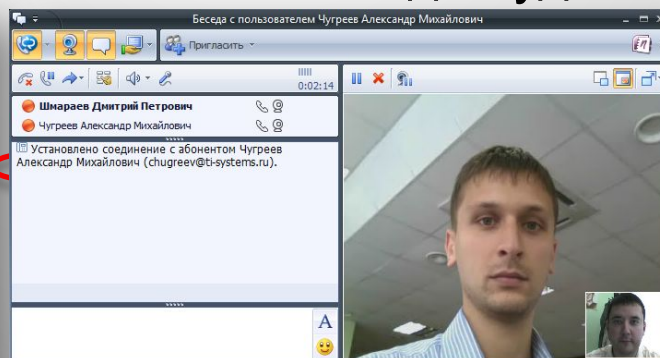 Беседа с пользователем Чугреев Александр Михайлович
Пригласить
0:02:14
Шмараев Дмитрий Петрович
Чугреев Александр Михайлович
Установлено соединение с абонентом Чугреев
Александр Михайлович (chugreev@ti-systems.ru).
A